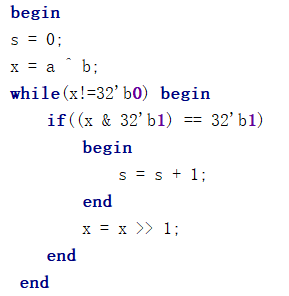 begin
s = 0;
x = a ^ b;
while(x!=32'b0) begin
if((x & 32'b1) == 32'b1)
begin
s = s + 1;
end
x = x >> 1;
end
end